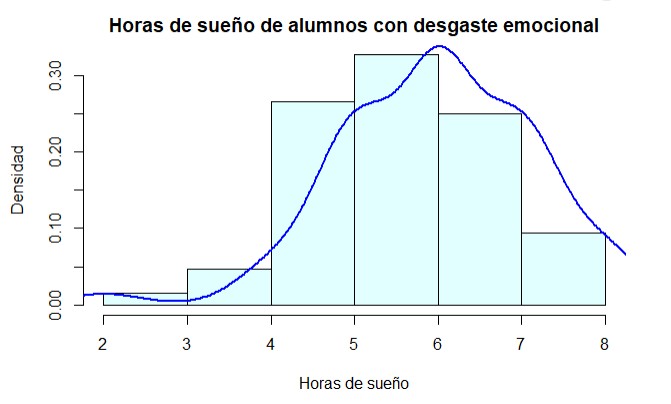 Horas de sueño de alumnos con desgaste emocional
Densidad
0.30
0.20
0.10
0.00
2 3 4 5 6 7 8
Horas de sueño